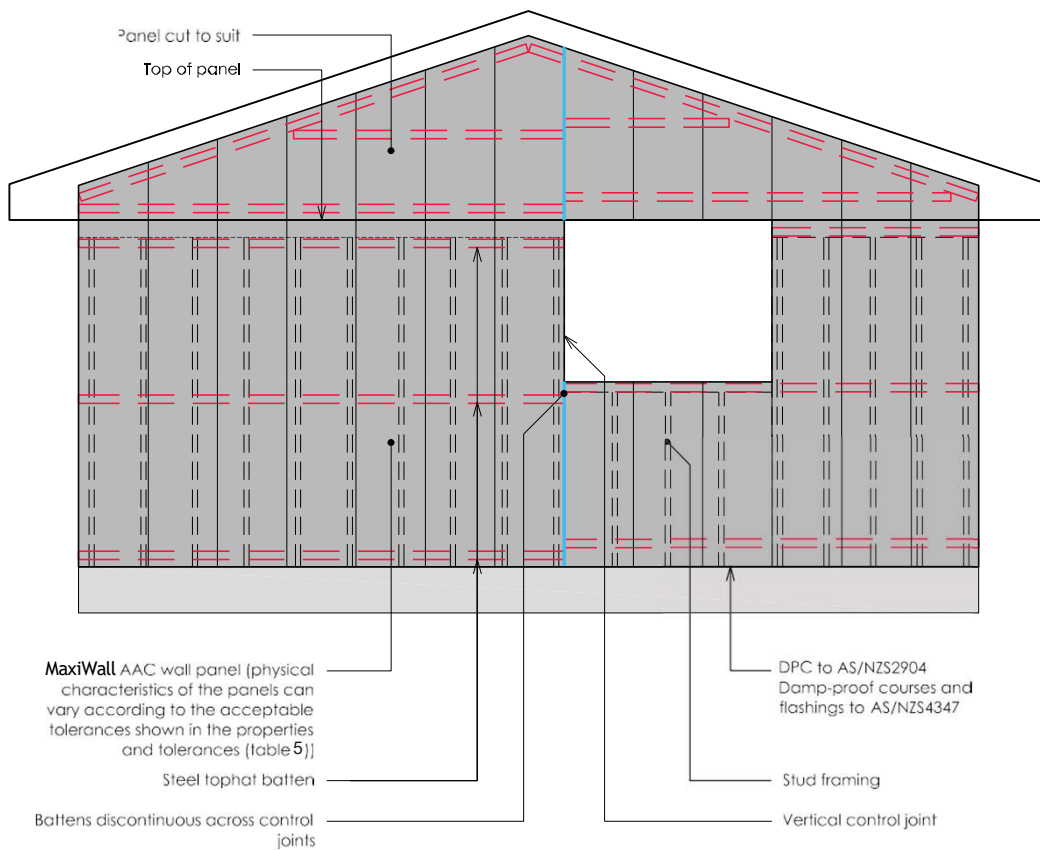 Panel cut to suit
Top of panel
MaxiWall AAC wall panel (physical
characteristics of the panels can
vary according to the acceptable
tolerances shown in the properties
and tolerances (table 5))
Steel tophat batten
Battens discontinuous across control
joints
DPC to AS/NZS2904
Damp-proof courses and
flashings to AS/NZS4347
Stud framing
Vertical control joint